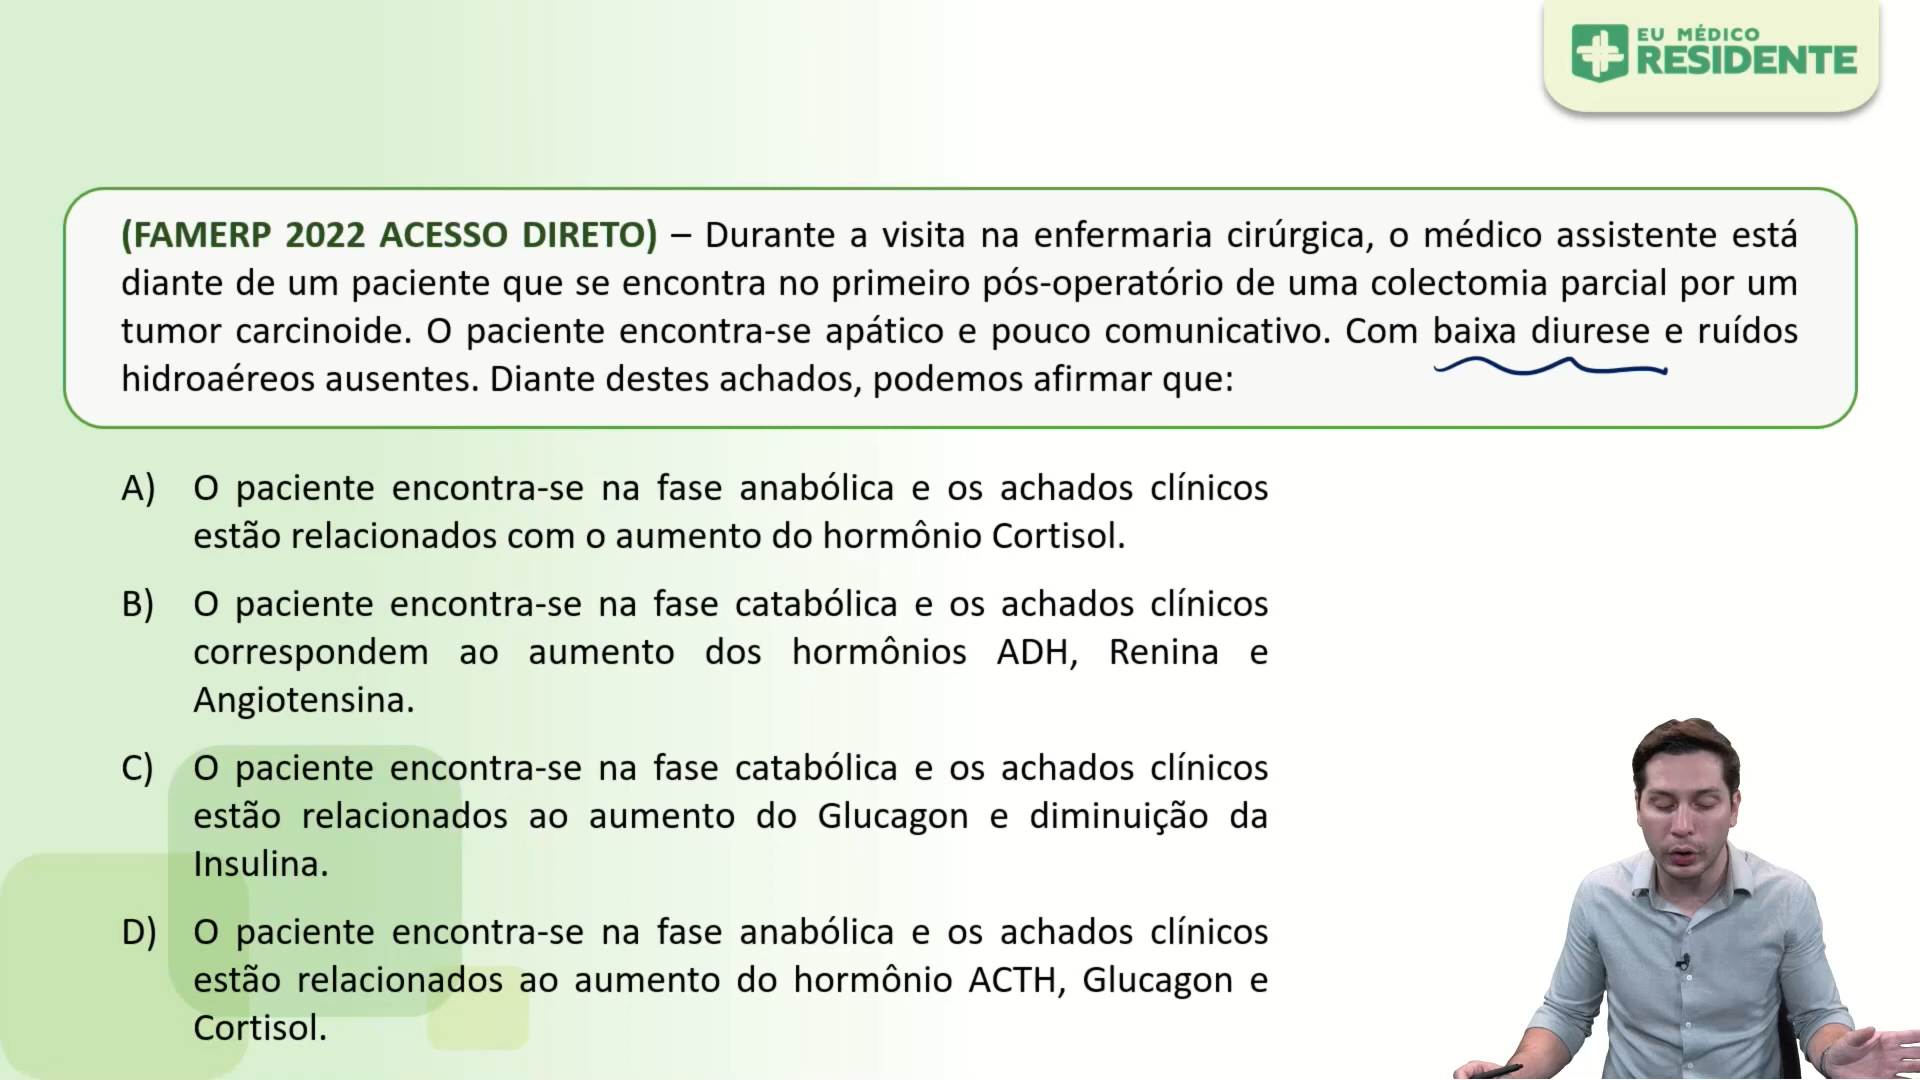 EU MÉDICO
RESIDENTE
(FAMERP 2022 ACESSO DIRETO) – Durante a visita na enfermaria cirúrgica, o médico assistente está
diante de um paciente que se encontra no primeiro pós-operatório de uma colectomia parcial por um
tumor carcinoide. O paciente encontra-se apático e pouco comunicativo. Com baixa diurese e ruídos
hidroaéreos ausentes. Diante destes achados, podemos afirmar que:
A) O paciente encontra-se na fase anabólica e os achados clínicos
estão relacionados com o aumento do hormônio Cortisol.
B) O paciente encontra-se na fase catabólica e os achados clínicos
correspondem ao aumento dos hormônios ADH, Renina e
Angiotensina.
C) O paciente encontra-se na fase catabólica e os achados clínicos
estão relacionados ao aumento do Glucagon e diminuição da
Insulina.
D) O paciente encontra-se na fase anabólica e os achados clínicos
estão relacionados ao aumento do hormônio ACTH, Glucagon e
Cortisol.